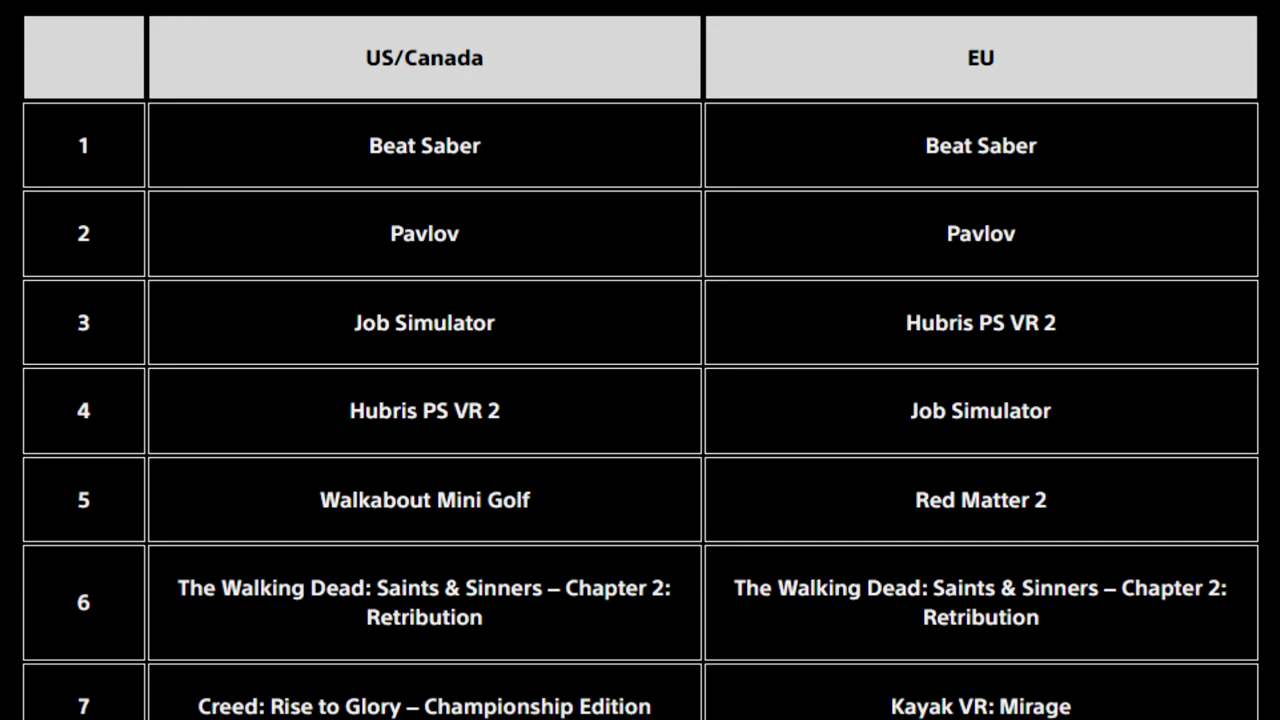 US/Canada EU
1 Beat Saber Beat Saber
2 Pavlov Pavlov
3 Job Simulator Hubris PS VR 2
4 Hubris PS VR 2 Job Simulator
5 Walkabout Mini Golf Red Matter 2
6 The Walking Dead: Saints & Sinners – Chapter 2: Retribution The Walking Dead: Saints & Sinners – Chapter 2: Retribution
7 Creed: Rise to Glory – Championship Edition Kayak VR: Mirage